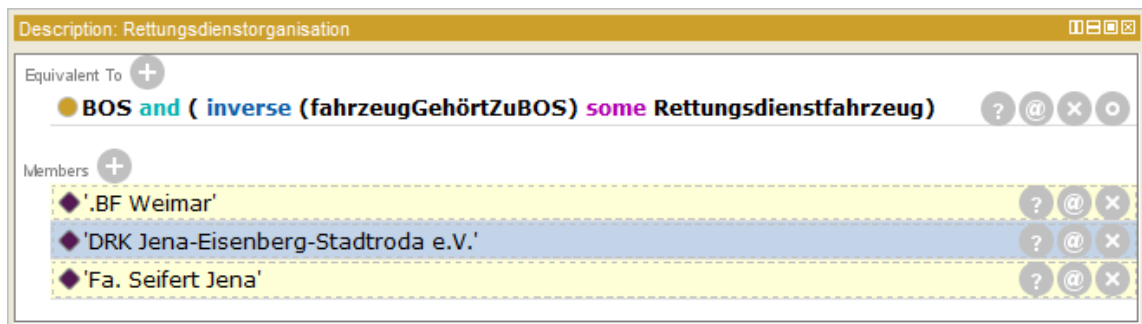 Description: Rettungsdienstorganisation
Equivalent To
BOS and ( inverse (fahrzeugGehörtZuBOS) some Rettungsdienstfahrzeug)
Members
'.BF Weimar'
'DRK Jena-Eisenberg-Stadtroda e.V.'
'Fa. Seifert Jena'